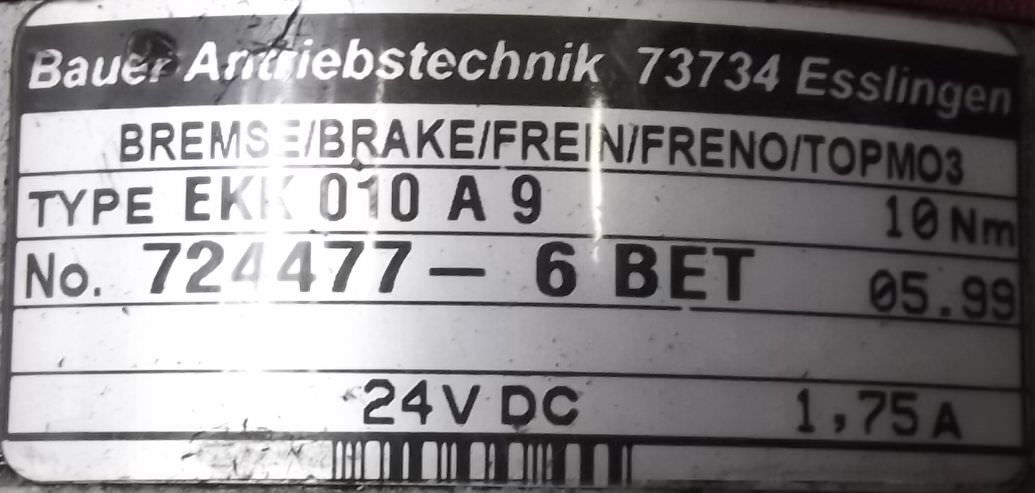 Bauer Antriebstechnik 73734 Esslingen
BREMSE/BRAKE/FREIN/FRENO/TOPMO3
TYPE EKK 010 A 9 10 Nm
No. 724477 – 6 BET 05.99
24V DC 1,75 A